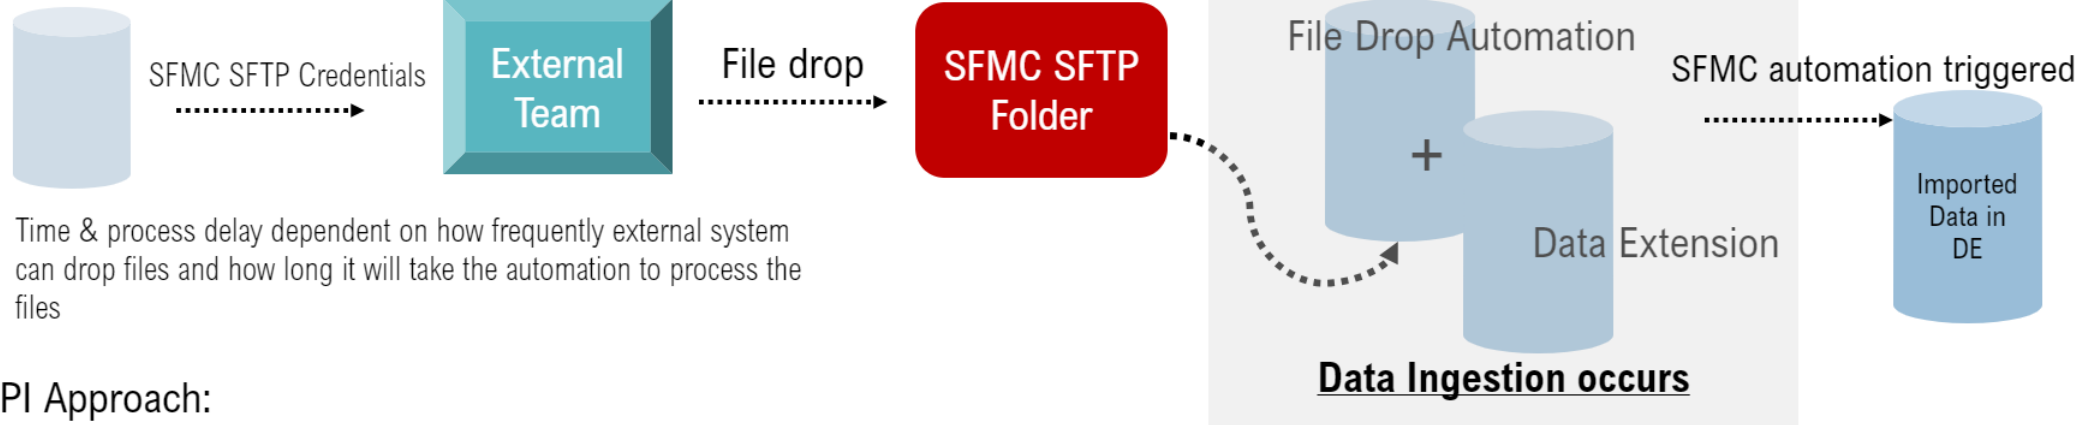 SFMC SFTP Credentials
External
Team
File drop
SFMC SFTP
Folder
File Drop Automation
+
Data Extension
Data Ingestion occurs
SFMC automation triggered
Imported
Data in
DE
Time & process delay dependent on how frequently external system
can drop files and how long it will take the automation to process the
files
PI Approach: